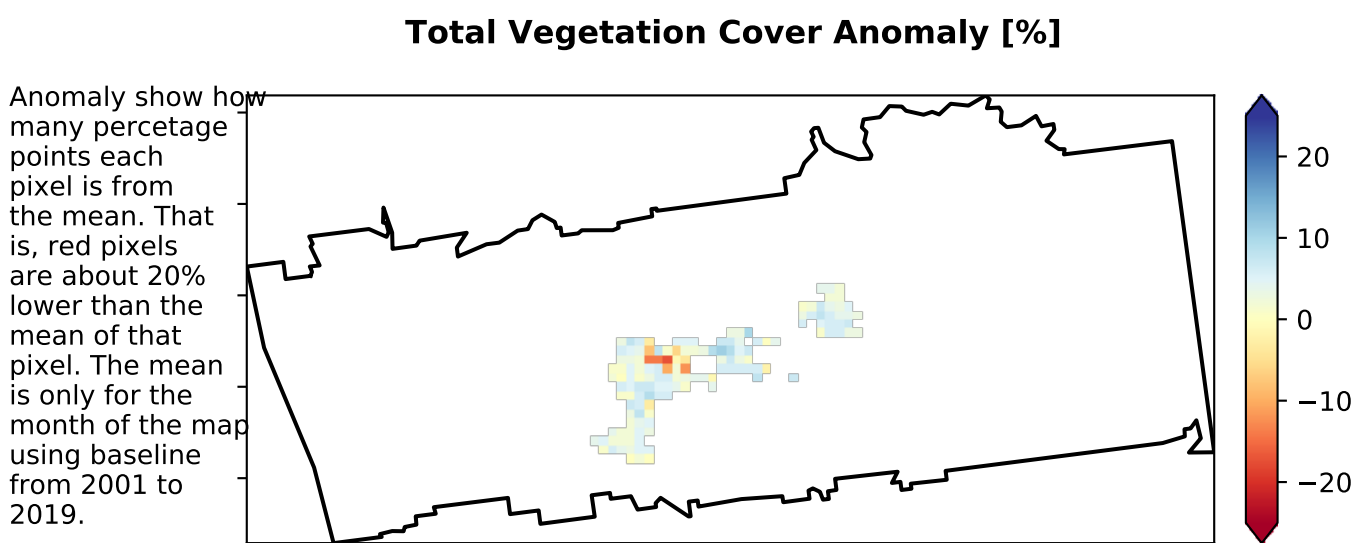 Total Vegetation Cover Anomaly [%]
Anomaly show how
many percetage
points each
pixel is from
the mean. That
is, red pixels
are about 20%
lower than the
mean of that
pixel. The mean
is only for the
month of the map
using baseline
from 2001 to
2019.
20
10
0
−10
−20